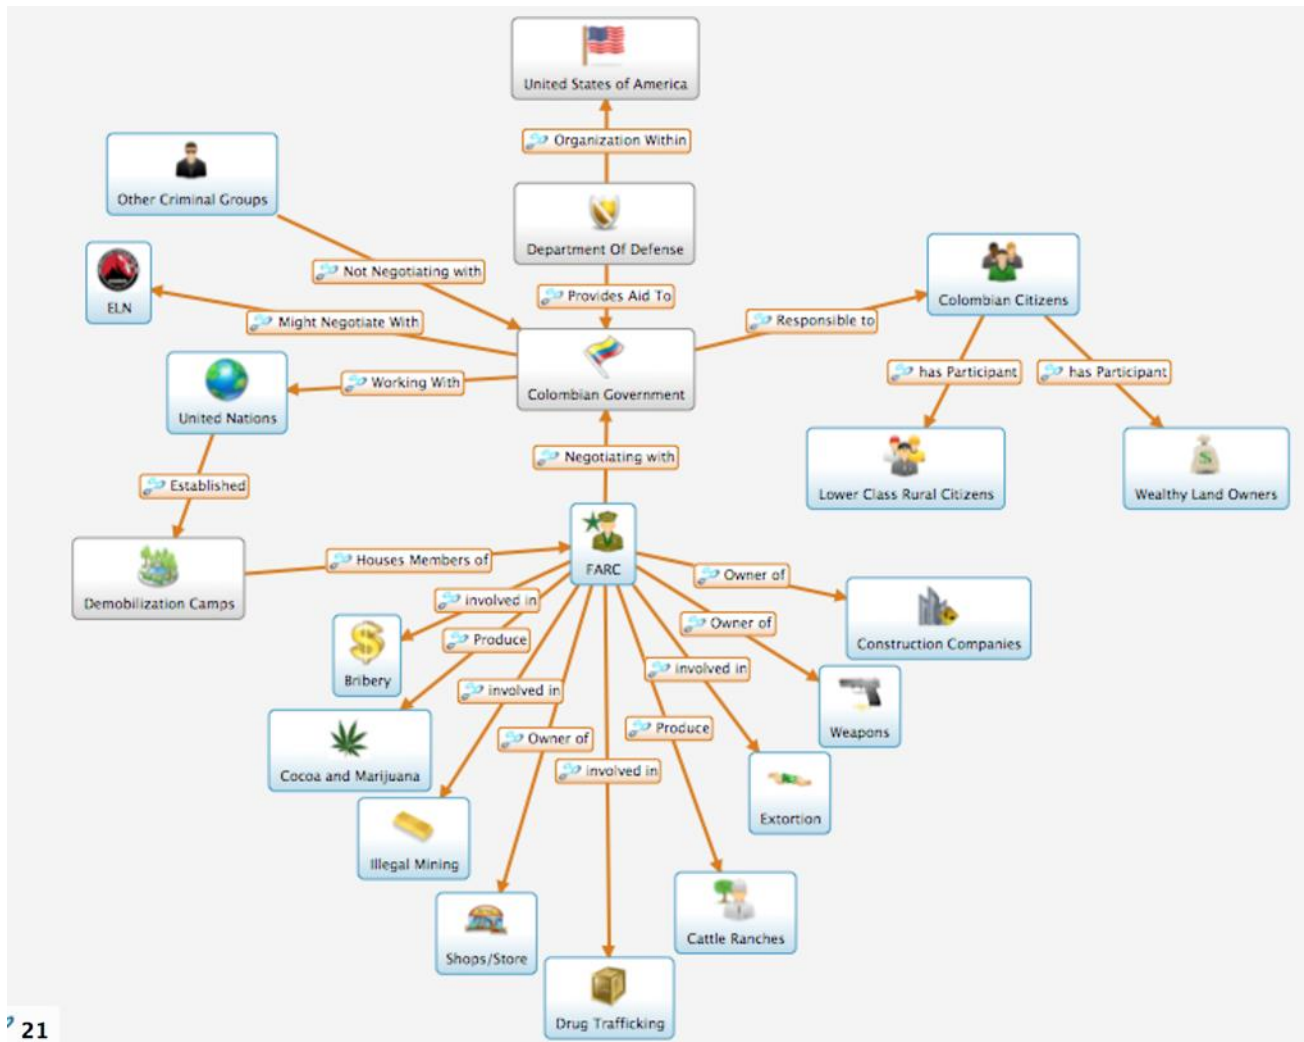 United States of America
Organization Within
Other Criminal Groups
Department Of Defense
Not Negotiating with
Provides Aid To
Colombian Citizens
ELN
Might Negotiate With
Responsible to
Working With
Colombian Government
has Participant
has Participant
United Nations
Negotiating with
Established
Lower Class Rural Citizens
Wealthy Land Owners
Houses Members of
FARC
Owner of
Demobilization Camps
involved in
Owner of
Construction Companies
Produce
involved in
Bribery
involved in
Produce
Weapons
Owner of
involved in
Cocoa and Marijuana
Extortion
Illegal Mining
Cattle Ranches
Shops/Store
Drug Trafficking
21